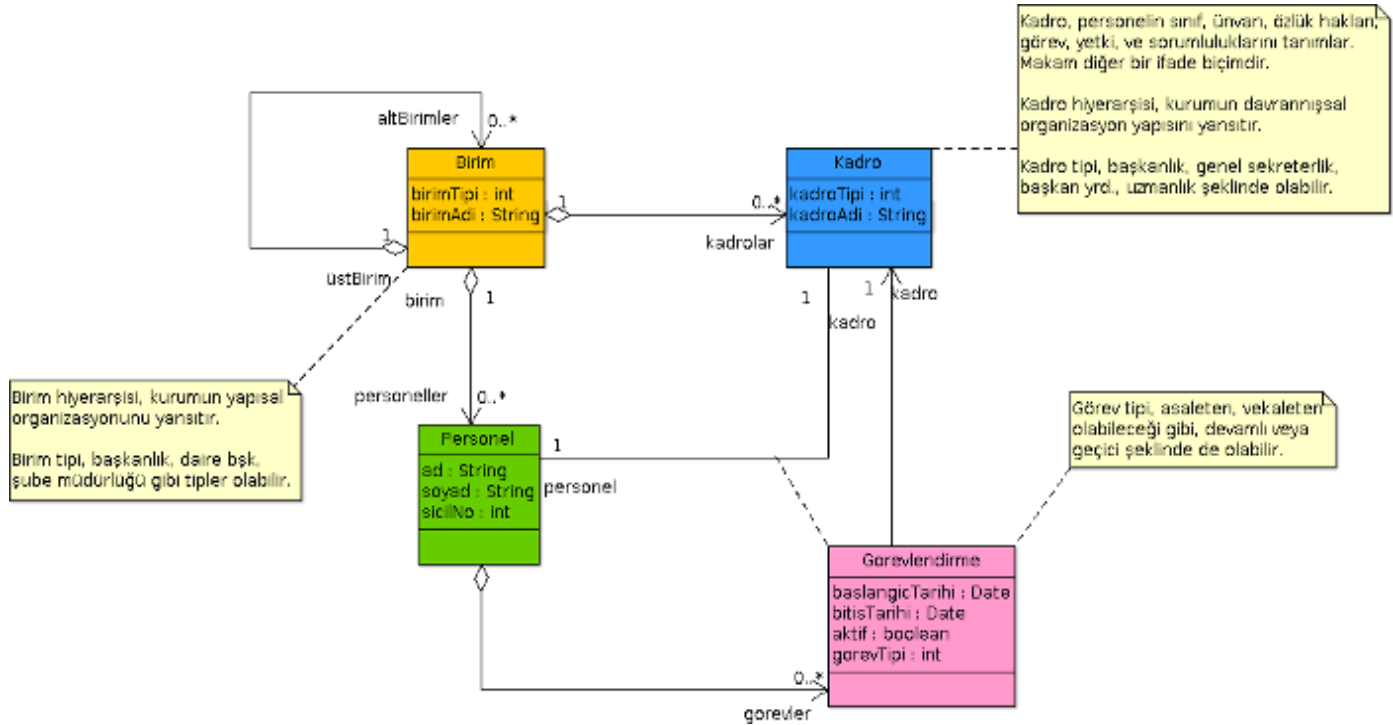 Kadro, personelin sınıf, ünvan, özlük hakları,
görev, yetki, ve sorumluluklarını tanımlar.
Makam diğer bir ifade biçimdir.
Kadro hiyerarşisi, kurumun davrannışsal
organizasyon yapısını yansıtır.
Kadro tipi, başkanlık, genel sekreterlik,
başkan yrd., uzmanlık şeklinde olabilir.
altBirimler
0..*
Birim
birimTipi : int
birimAdi : String
1
0..*
kadrolar
Kadro
kadroTipi : int
kadroAdi : String
1
üstBirim
birim
1
1
kadro
1
kadro
Birim hiyerarşisi, kurumun yapısal
organizasyonunu yansıtır.
Birim tipi, başkanlık, daire bşk,
şube müdürlüğü gibi tipler olabilir.
personeller
0..*
Personel
ad : String
soyad : String
sicilNo : int
1
personel
Görev tipi, asaleten, vekaleten
olabileceği gibi, devamlı veya
geçici şeklinde de olabilir.
Gorevlendirme
baslangicTarihi : Date
bitisTarihi : Date
aktif : boolean
gorevTipi : int
0..*
gorevler